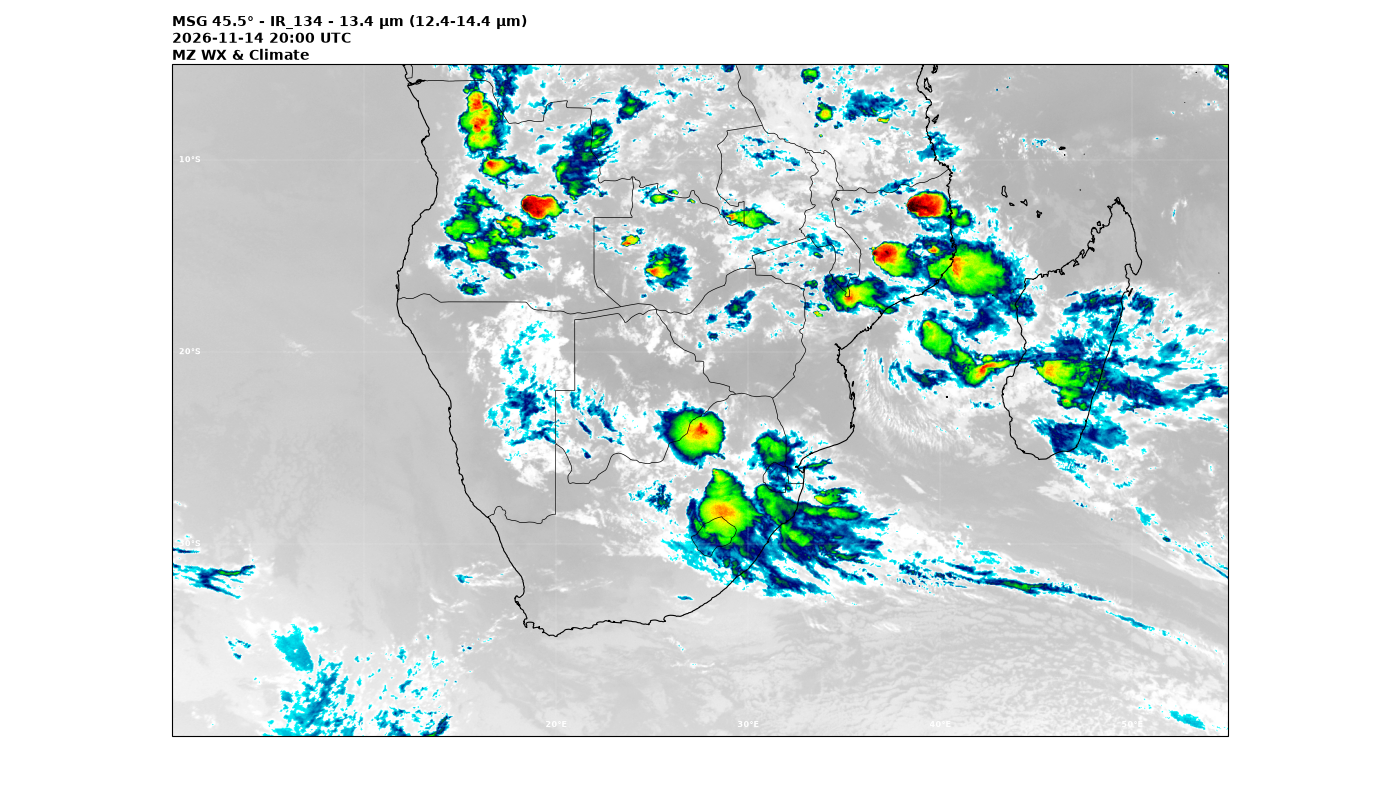 MSG 45.5° - IR_134 - 13.4 µm (12.4-14.4 µm)
2026-11-14 20:00 UTC
MZ WX & Climate
10°S
20°S
20°E
30°E
40°E
50°E